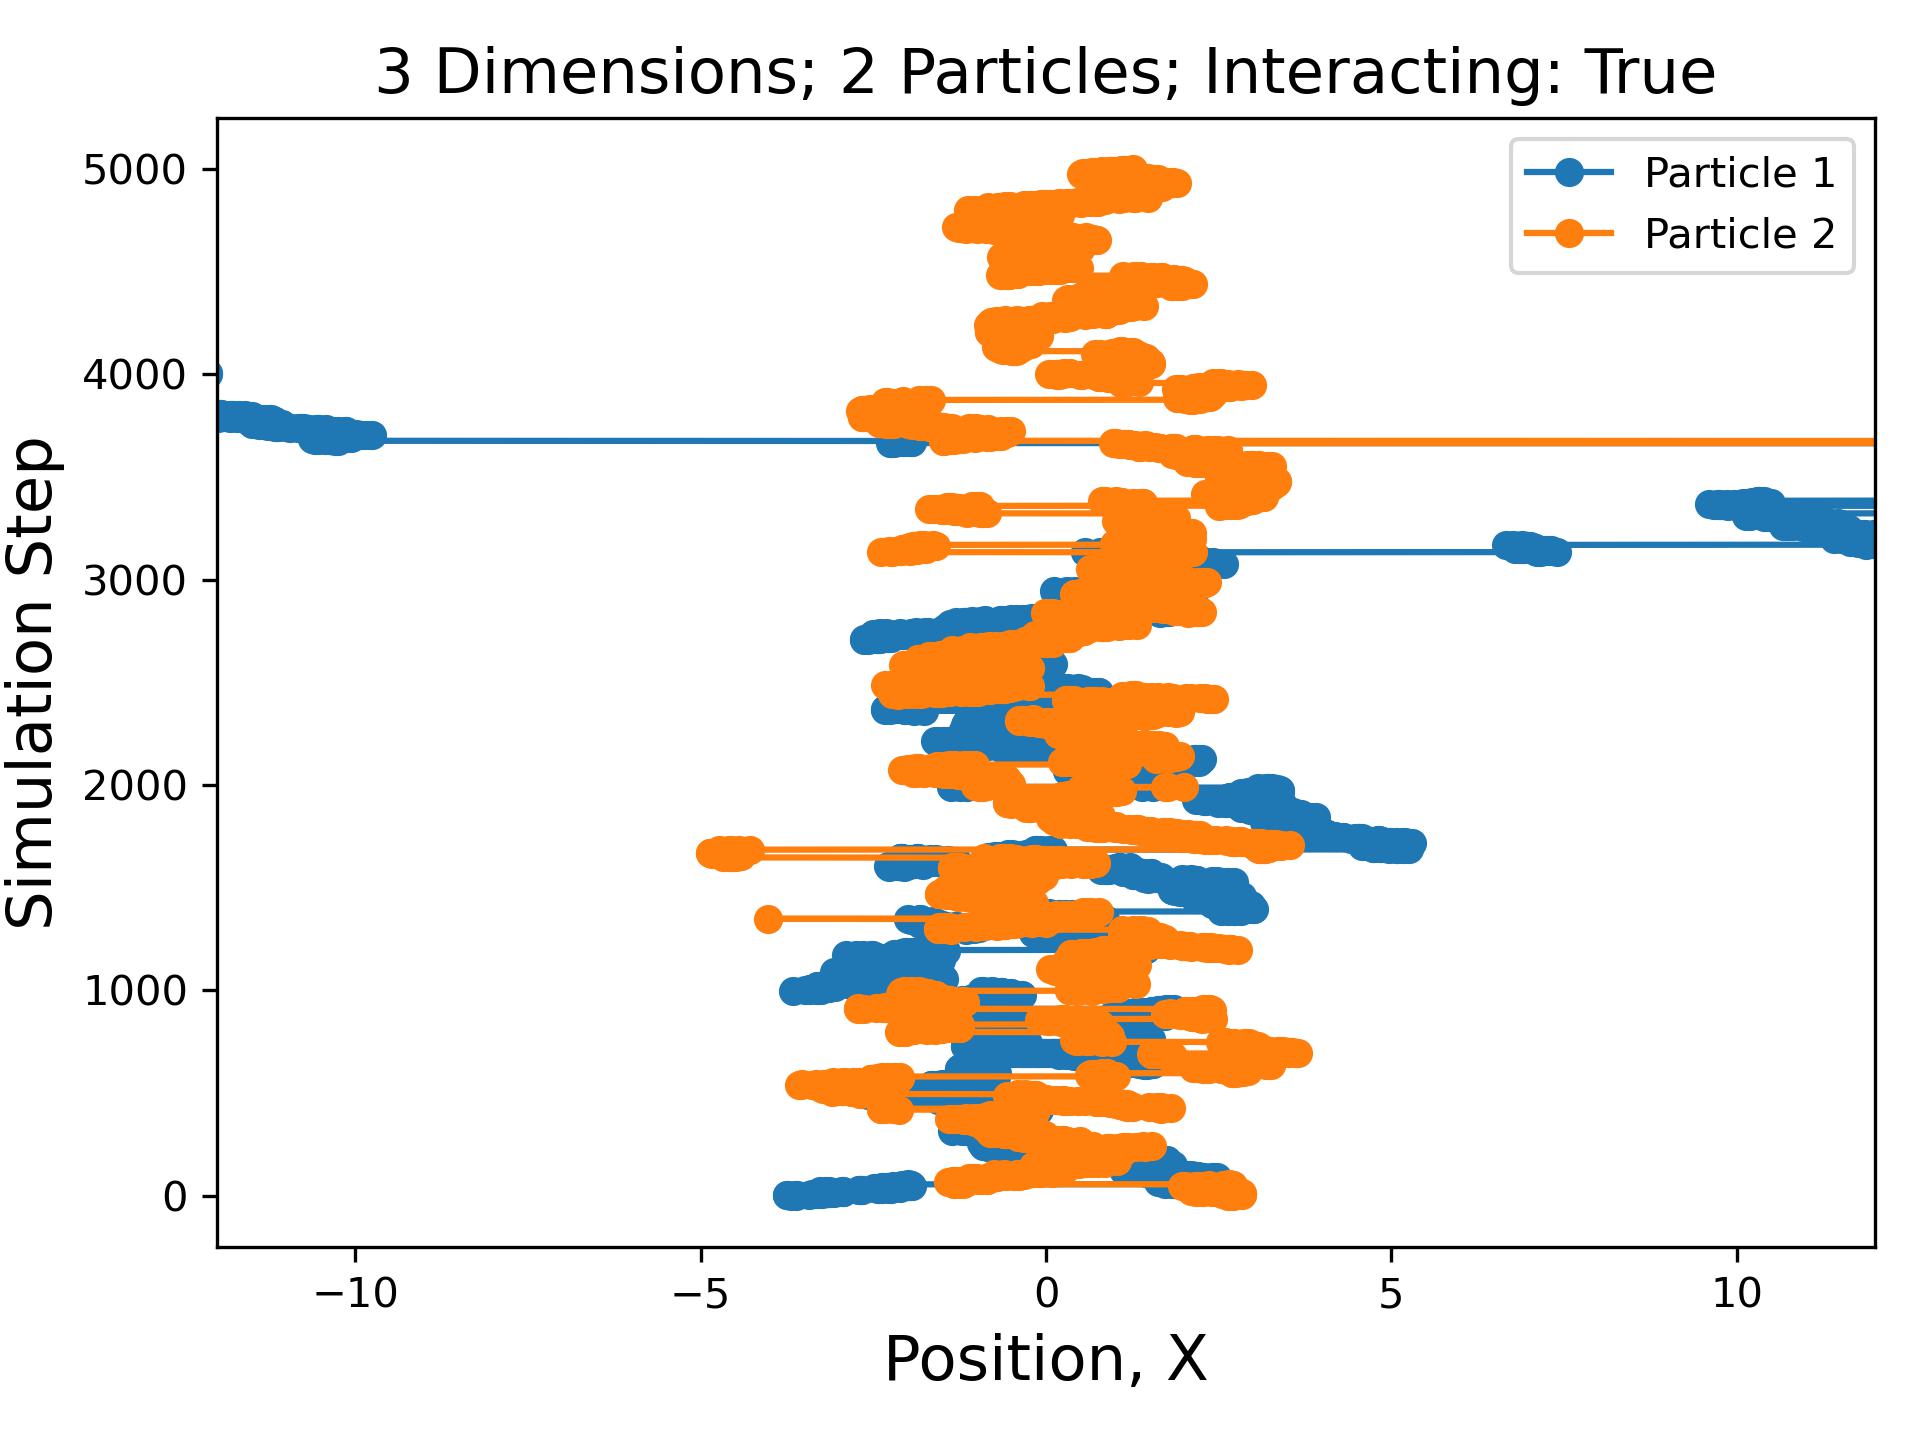 3 Dimensions; 2 Particles; Interacting: True
Particle 1
Particle 2
Simulation Step
5000
4000
3000
2000
1000
0
−10
−5
0
5
10
Position, X